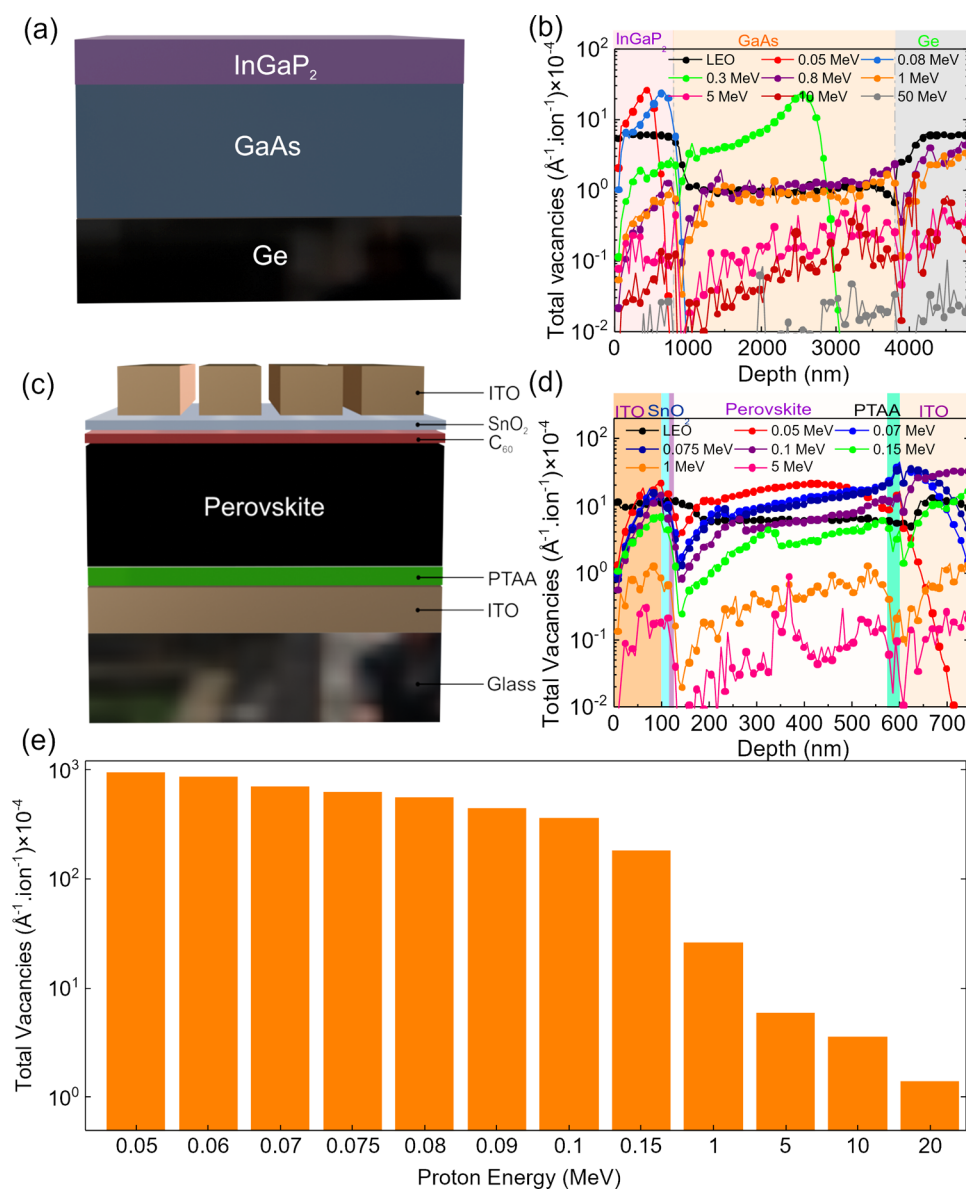 (a)
InGaP₂
GaAs
Ge
(b)
InGaP₂ GaAs Ge
LEO 0.05 MeV 0.08 MeV
0.3 MeV 0.8 MeV 1 MeV
5 MeV 10 MeV 50 MeV
Total vacancies (Å⁻¹.ion⁻¹)×10⁻⁴
10²
10¹
10⁰
10⁻¹
10⁻²
0 1000 2000 3000 4000
Depth (nm)
(c)
ITO
SnO₂
C₆₀
Perovskite
PTAA
ITO
Glass
(d)
ITO SnO₂ Perovskite PTAA ITO
LEO 0.05 MeV 0.07 MeV
0.075 MeV 0.1 MeV 0.15 MeV
1 MeV 5 MeV
Total Vacancies (Å⁻¹.ion⁻¹)×10⁻⁴
10²
10¹
10⁰
10⁻¹
10⁻²
0 100 200 300 400 500 600 700
Depth (nm)
(e)
Total Vacancies (Å⁻¹.ion⁻¹)×10⁻⁴
10³
10²
10¹
10⁰
0.05 0.06 0.07 0.075 0.08 0.09 0.1 0.15 1 5 10 20
Proton Energy (MeV)